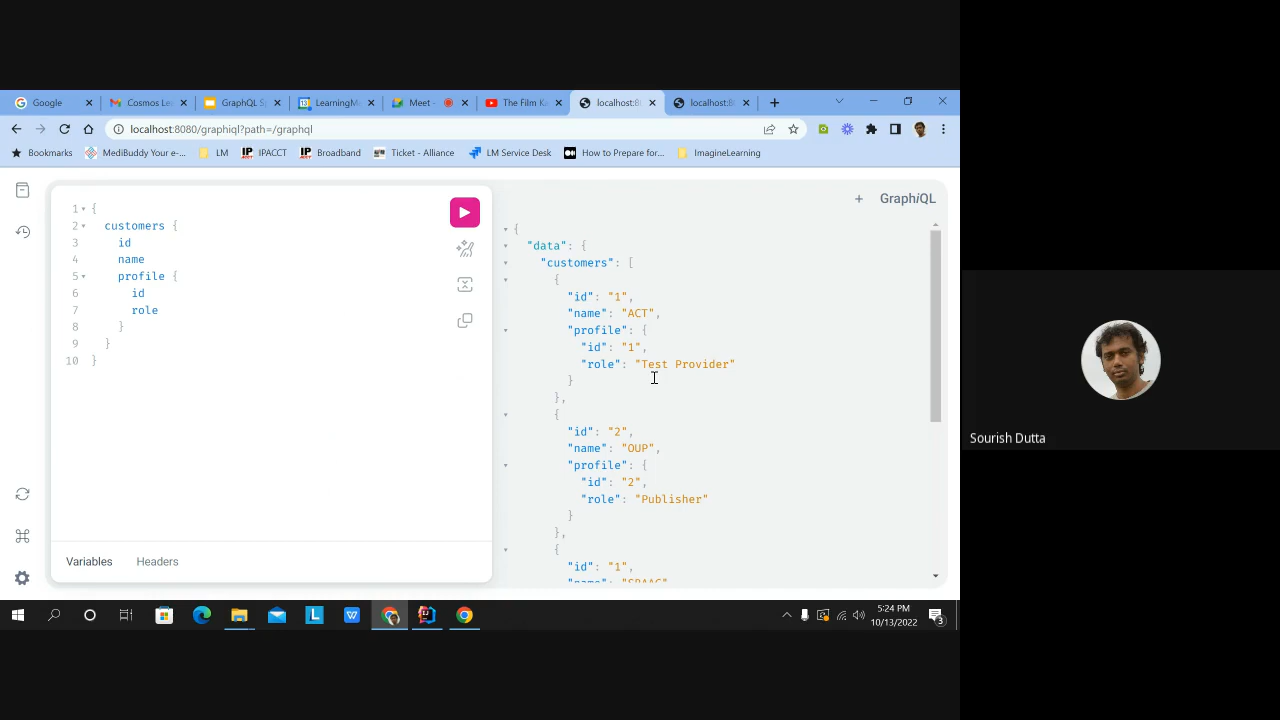 Google
Cosmos Le
GraphQL S
LearningM
Meet -
The Film K
localhost:8
localhost:8
localhost:8080/graphiql?path=/graphql
Bookmarks
MediBuddy Your e-...
LM
IPACCT
Broadband
Ticket - Alliance
LM Service Desk
How to Prepare for...
ImagineLearning
GraphiQL
1 {
2 customers {
3 id
4 name
5 profile {
6 id
7 role
8 }
9 }
10 }
{
"data": {
"customers": [
{
"id": "1",
"name": "ACT",
"profile": {
"id": "1",
"role": "Test Provider"
}
},
{
"id": "2",
"name": "OUP",
"profile": {
"id": "2",
"role": "Publisher"
}
},
{
"id": "1",
"name": "SBAAC"
Variables Headers
Sourish Dutta
5:24 PM
10/13/2022
3